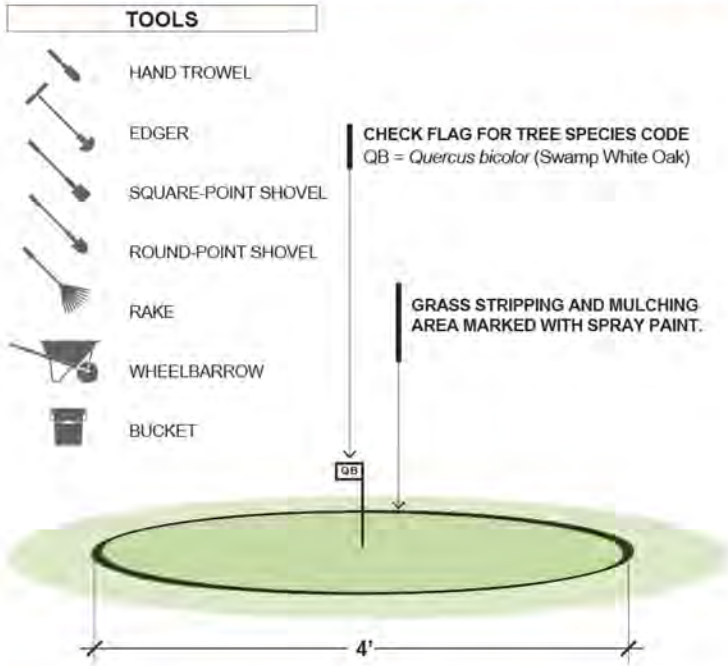 TOOLS
HAND TROWEL
EDGER
SQUARE-POINT SHOVEL
ROUND-POINT SHOVEL
RAKE
WHEELBARROW
BUCKET
CHECK FLAG FOR TREE SPECIES CODE
QB = Quercus bicolor (Swamp White Oak)
GRASS STRIPPING AND MULCHING
AREA MARKED WITH SPRAY PAINT.
QB
4'